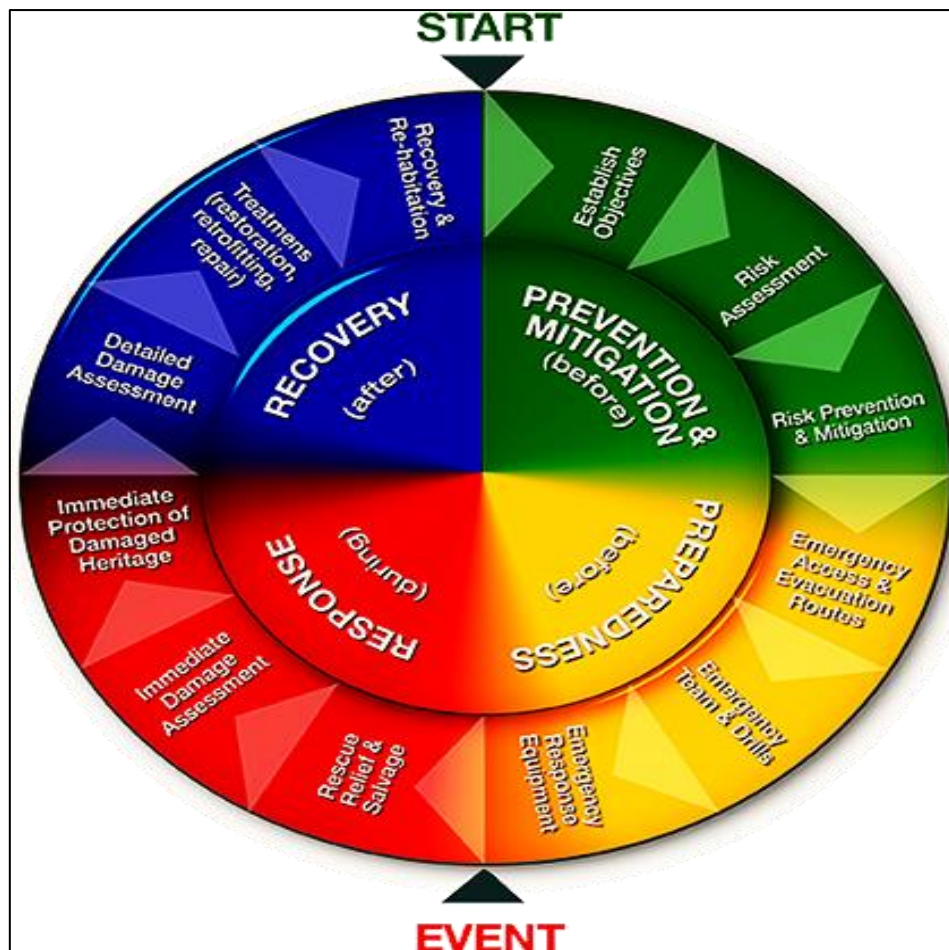 START
Establish
Objectives
Risk
Assessment
Risk Prevention
& Mitigation
PREVENTION &
MITIGATION
(before)
Emergency
Access &
Evacuation
Routes
Emergency
Team & Drills
Emergency
Response
Equipment
PREPAREDNESS
(before)
EVENT
Rescue
Relief &
Salvage
Immediate
Damage
Assessment
Immediate
Protection of
Damaged
Heritage
RESPONSE
(during)
Detailed
Damage
Assessment
Treatmens
(restoration,
retrofitting,
repair)
Recovery &
Re-habitation
RECOVERY
(after)